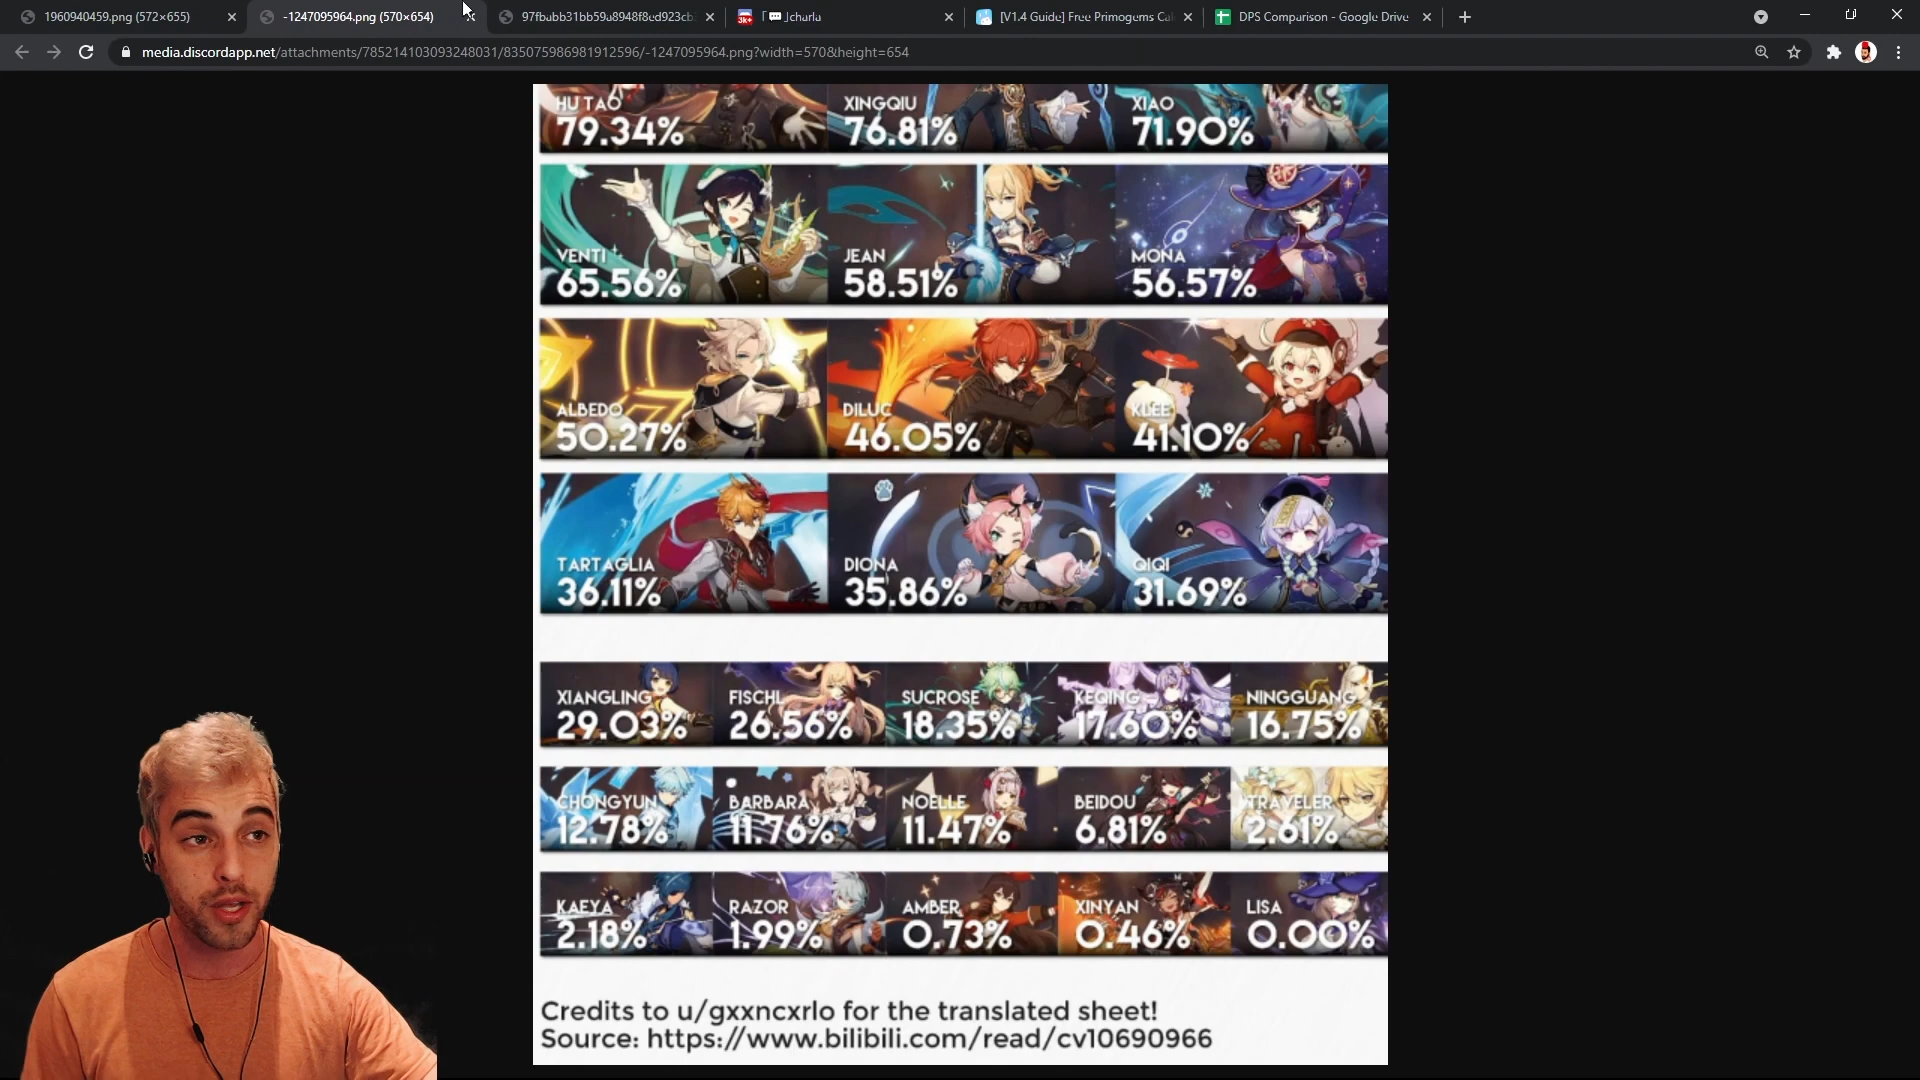 1960940459.png (572×655)
-1247095964.png (570×654)
97fbabb31bb59a8948f8ed923cb
「💬」charla
[V1.4 Guide] Free Primogems Cal
DPS Comparison - Google Drive
media.discordapp.net/attachments/785214103093248031/835075986981912596/-1247095964.png?width=570&height=654
HU TAO XINGQIU XIAO
79.34% 76.81% 71.90%
VENTI JEAN MONA
65.56% 58.51% 56.57%
ALBEDO DILUC KLEE
50.27% 46.05% 41.10%
TARTAGLIA DIONA QIQI
36.11% 35.86% 31.69%
XIANGLING FISCHL SUCROSE KEQING NINGGUANG
29.03% 26.56% 18.35% 17.60% 16.75%
CHONGYUN BARBARA NOELLE BEIDOU TRAVELER
12.78% 11.76% 11.47% 6.81% 2.61%
KAEYA RAZOR AMBER XINYAN LISA
2.18% 1.99% 0.73% 0.46% 0.00%
Credits to u/gxxncxrlo for the translated sheet!
Source: https://www.bilibili.com/read/cv10690966